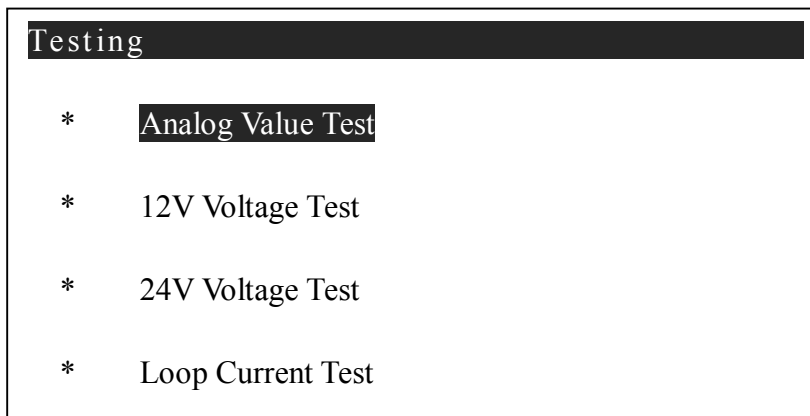 Testing
* Analog Value Test
* 12V Voltage Test
* 24V Voltage Test
* Loop Current Test